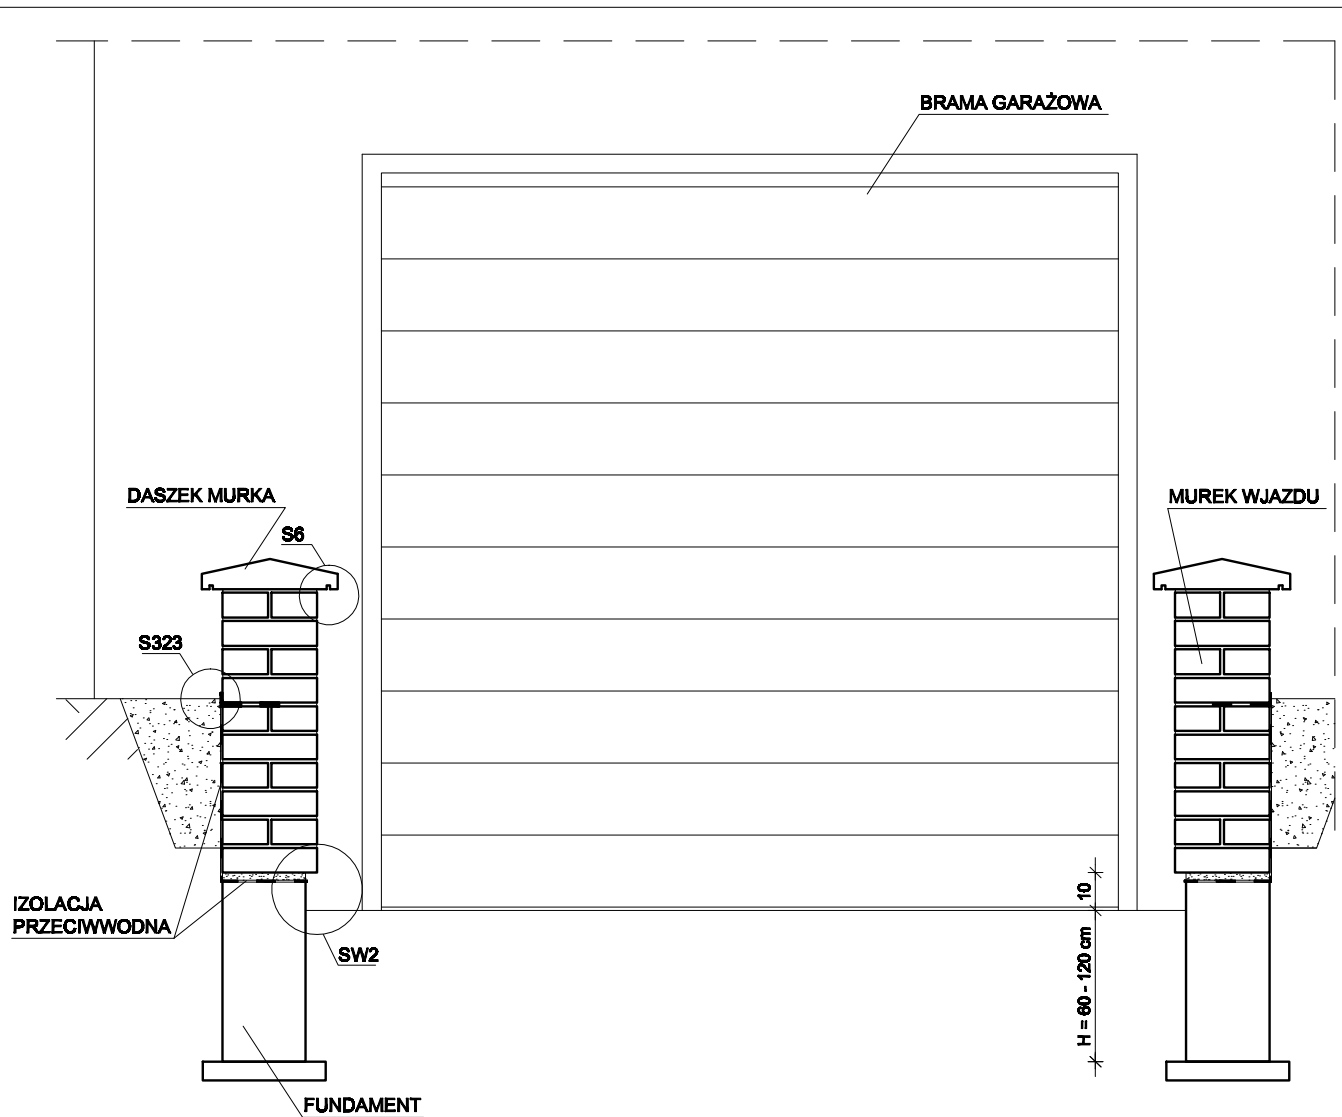 BRAMA GARAŻOWA
DASZEK MURKA
MUREK WJAZDU
S6
S323
10
IZOLACJA
PRZECIWWODNA
SW2
H = 60 - 120 cm
FUNDAMENT